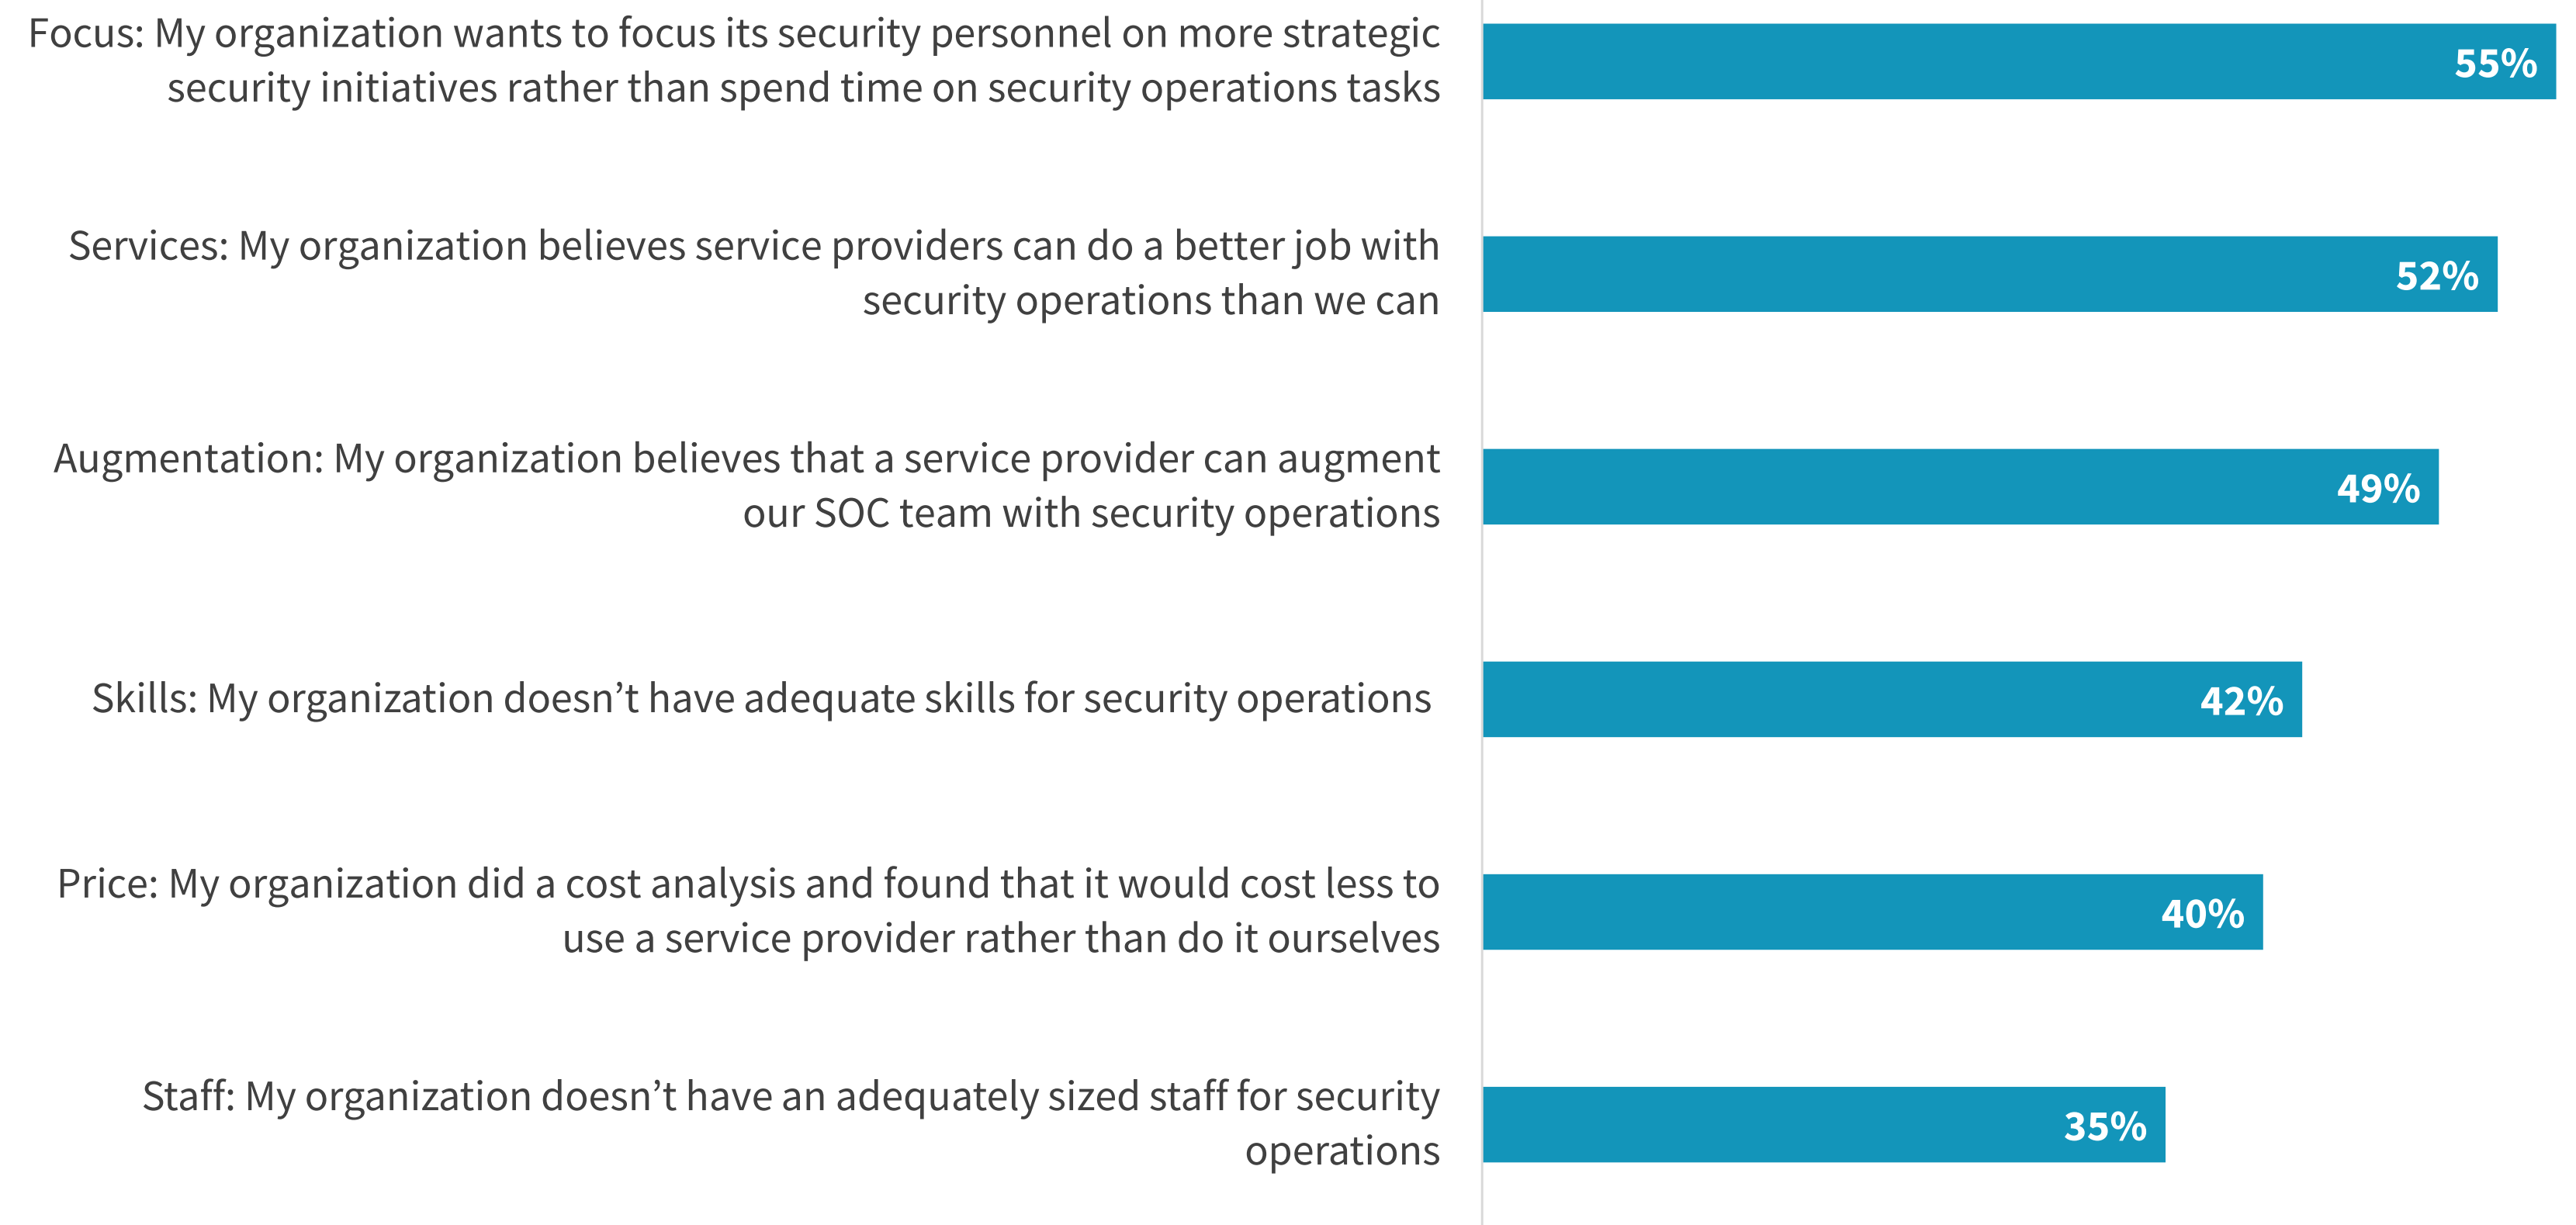 Focus: My organization wants to focus its security personnel on more strategic
security initiatives rather than spend time on security operations tasks
55%
Services: My organization believes service providers can do a better job with
security operations than we can
52%
Augmentation: My organization believes that a service provider can augment
our SOC team with security operations
49%
Skills: My organization doesn’t have adequate skills for security operations
42%
Price: My organization did a cost analysis and found that it would cost less to
use a service provider rather than do it ourselves
40%
Staff: My organization doesn’t have an adequately sized staff for security
operations
35%